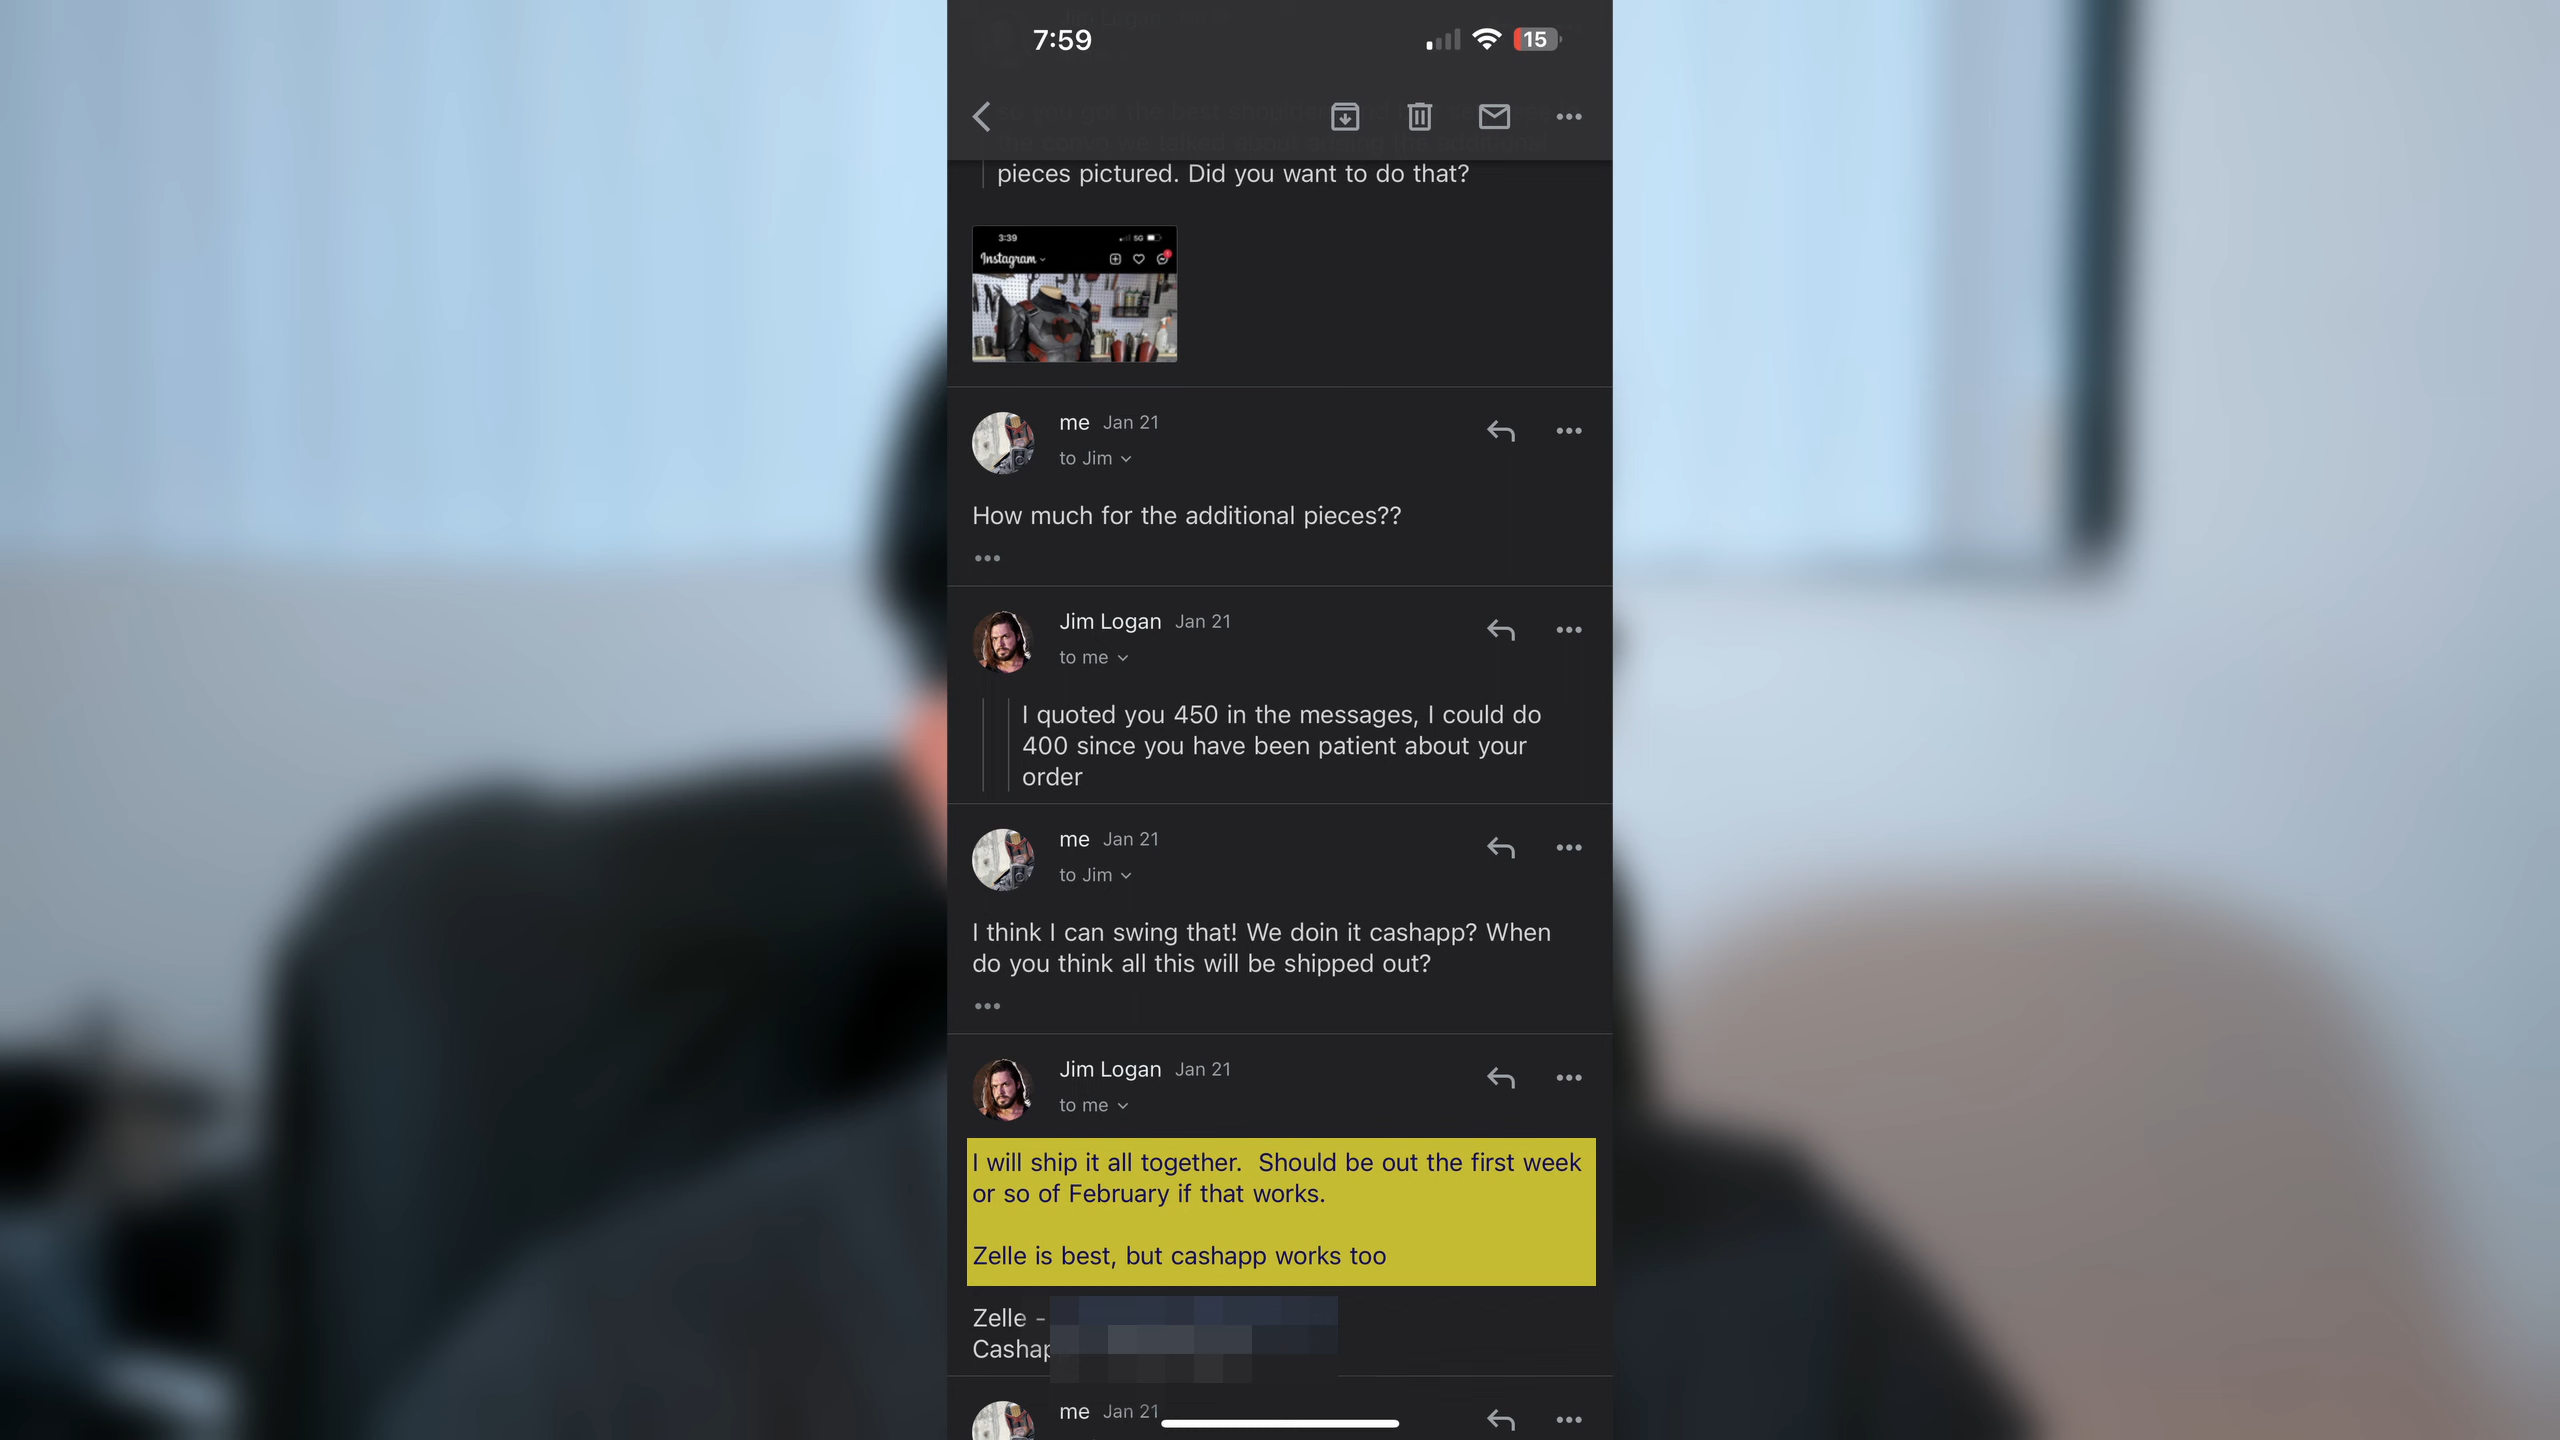 7:59
15
pieces pictured. Did you want to do that?
3:39
5G
Instagram
me Jan 21
to Jim
How much for the additional pieces??
Jim Logan Jan 21
to me
I quoted you 450 in the messages, I could do
400 since you have been patient about your
order
me Jan 21
to Jim
I think I can swing that! We doin it cashapp? When
do you think all this will be shipped out?
Jim Logan Jan 21
to me
I will ship it all together. Should be out the first week
or so of February if that works.
Zelle is best, but cashapp works too
Zelle -
me Jan 21